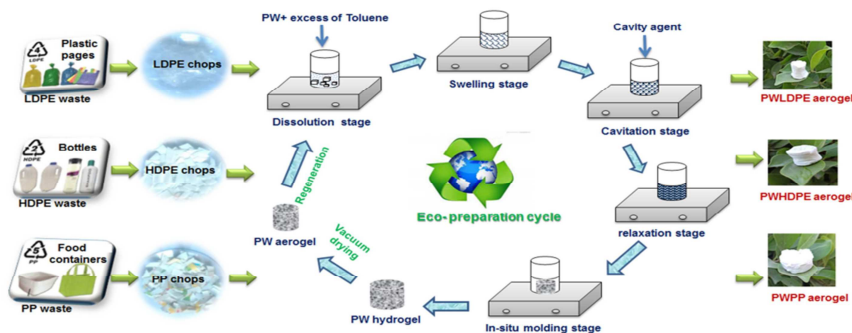 4
LDPE
Plastic
pages
LDPE waste
LDPE chops
PW+ excess of Toluene
Dissolution stage
Swelling stage
Cavity agent
Cavitation stage
PWLDPE aerogel
2
HDPE
Bottles
HDPE waste
HDPE chops
Regeneration
Eco- preparation cycle
relaxation stage
PWHDPE aerogel
PW aerogel
Vacuum
drying
5
PP
Food
containers
PP waste
PP chops
PW hydrogel
In-situ molding stage
PWPP aerogel